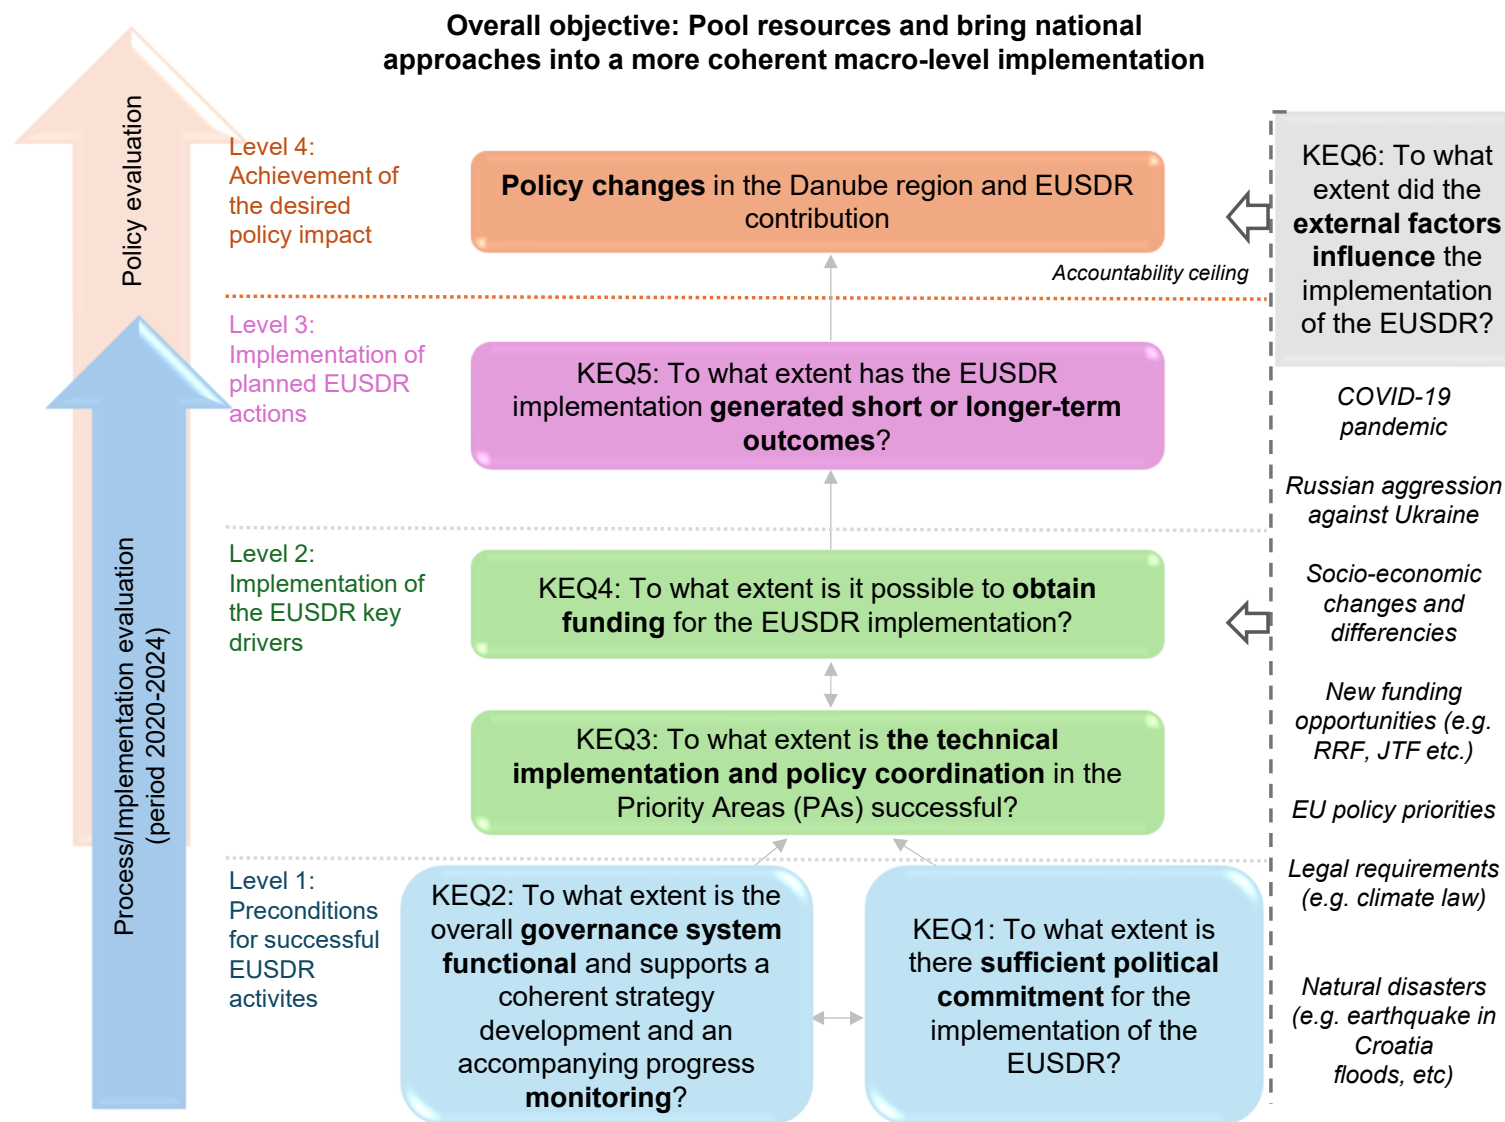 Overall objective: Pool resources and bring national
approaches into a more coherent macro-level implementation
Policy evaluation
Process/Implementation evaluation
(period 2020-2024)
Level 4:
Achievement of
the desired
policy impact
Policy changes in the Danube region and EUSDR
contribution
Accountability ceiling
Level 3:
Implementation of
planned EUSDR
actions
KEQ5: To what extent has the EUSDR
implementation generated short or longer-term
outcomes?
Level 2:
Implementation of
the EUSDR key
drivers
KEQ4: To what extent is it possible to obtain
funding for the EUSDR implementation?
KEQ3: To what extent is the technical
implementation and policy coordination in the
Priority Areas (PAs) successful?
Level 1:
Preconditions
for successful
EUSDR
activites
KEQ2: To what extent is the
overall governance system
functional and supports a
coherent strategy
development and an
accompanying progress
monitoring?
KEQ1: To what extent is
there sufficient political
commitment for the
implementation of the
EUSDR?
KEQ6: To what
extent did the
external factors
influence the
implementation
of the EUSDR?
COVID-19
pandemic
Russian aggression
against Ukraine
Socio-economic
changes and
differencies
New funding
opportunities (e.g.
RRF, JTF etc.)
EU policy priorities
Legal requirements
(e.g. climate law)
Natural disasters
(e.g. earthquake in
Croatia
floods, etc)